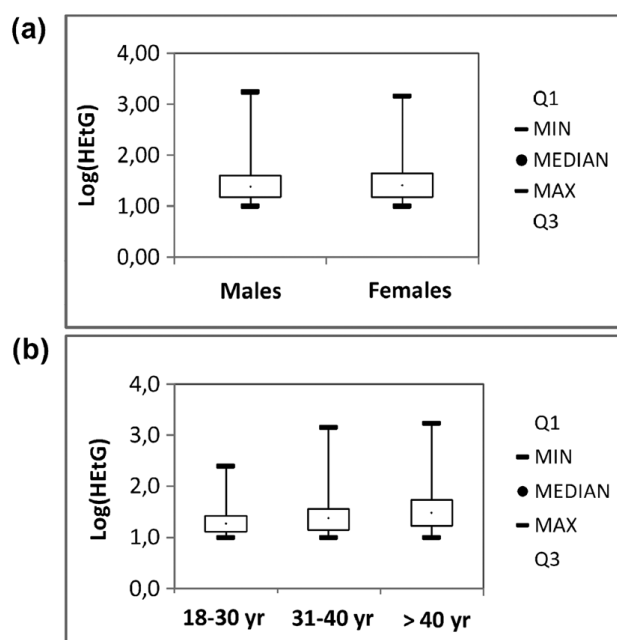 (a)
Log(HEtG)
4,00
3,00
2,00
1,00
0,00
Males Females
Q1
MIN
MEDIAN
MAX
Q3
(b)
Log(HEtG)
4,0
3,0
2,0
1,0
0,0
18-30 yr 31-40 yr > 40 yr
Q1
MIN
MEDIAN
MAX
Q3